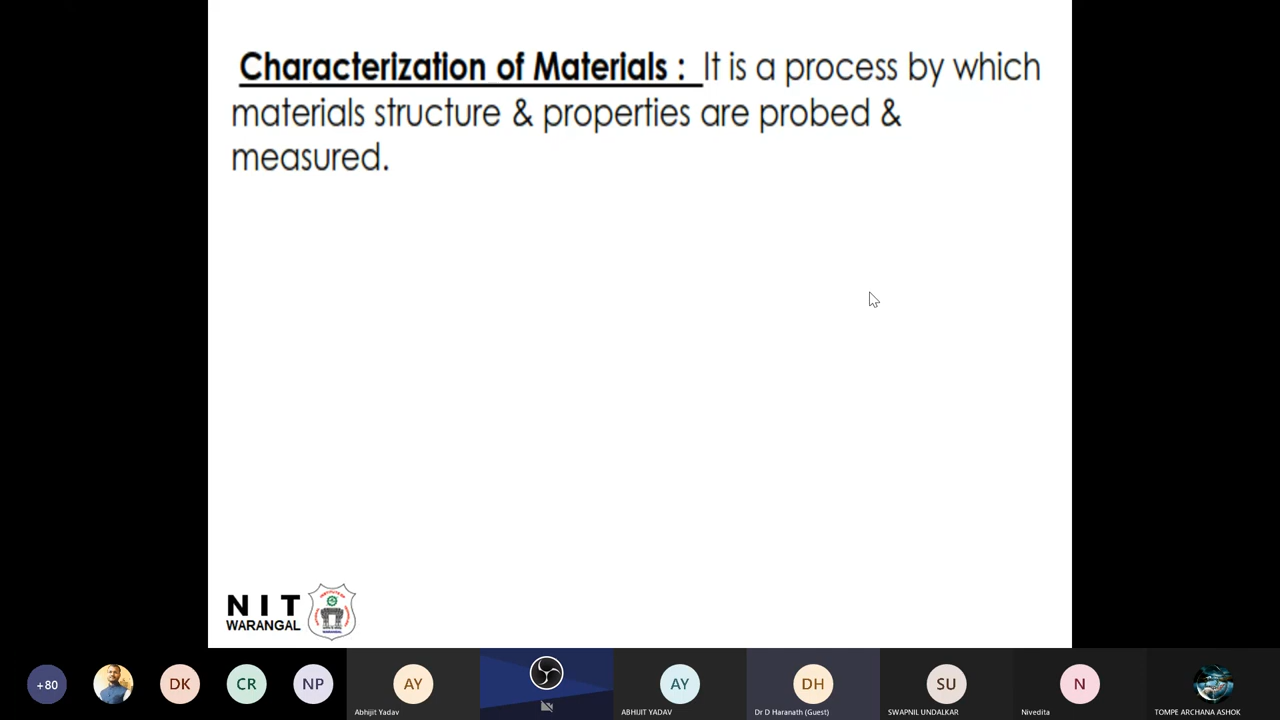 Characterization of Materials : It is a process by which
materials structure & properties are probed &
measured.
NIT
WARANGAL
+80
DK
CR
NP
AY
Abhijit Yadav
AY
ABHIJIT YADAV
DH
Dr D Haranath (Guest)
SU
SWAPNIL UNDALKAR
N
Nivedita
TOMPE ARCHANA ASHOK